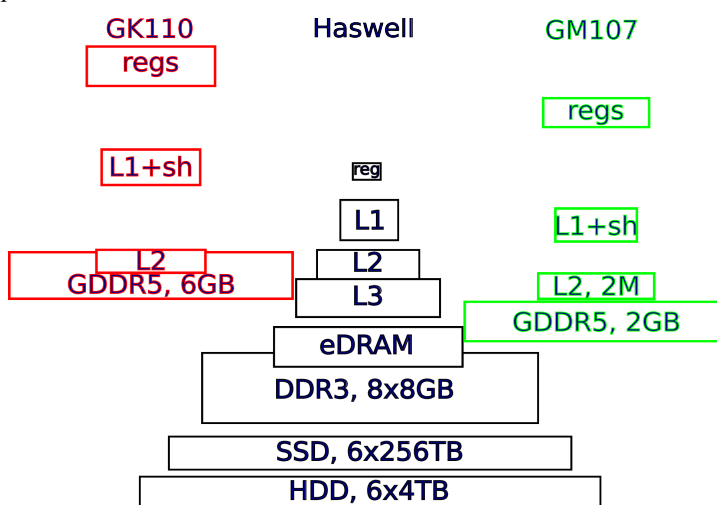 GK110
Haswell
GM107
regs
regs
L1+sh
reg
L1
L1+sh
L2
GDDR5, 6GB
L2
L3
L2, 2M
GDDR5, 2GB
eDRAM
DDR3, 8x8GB
SSD, 6x256TB
HDD, 6x4TB